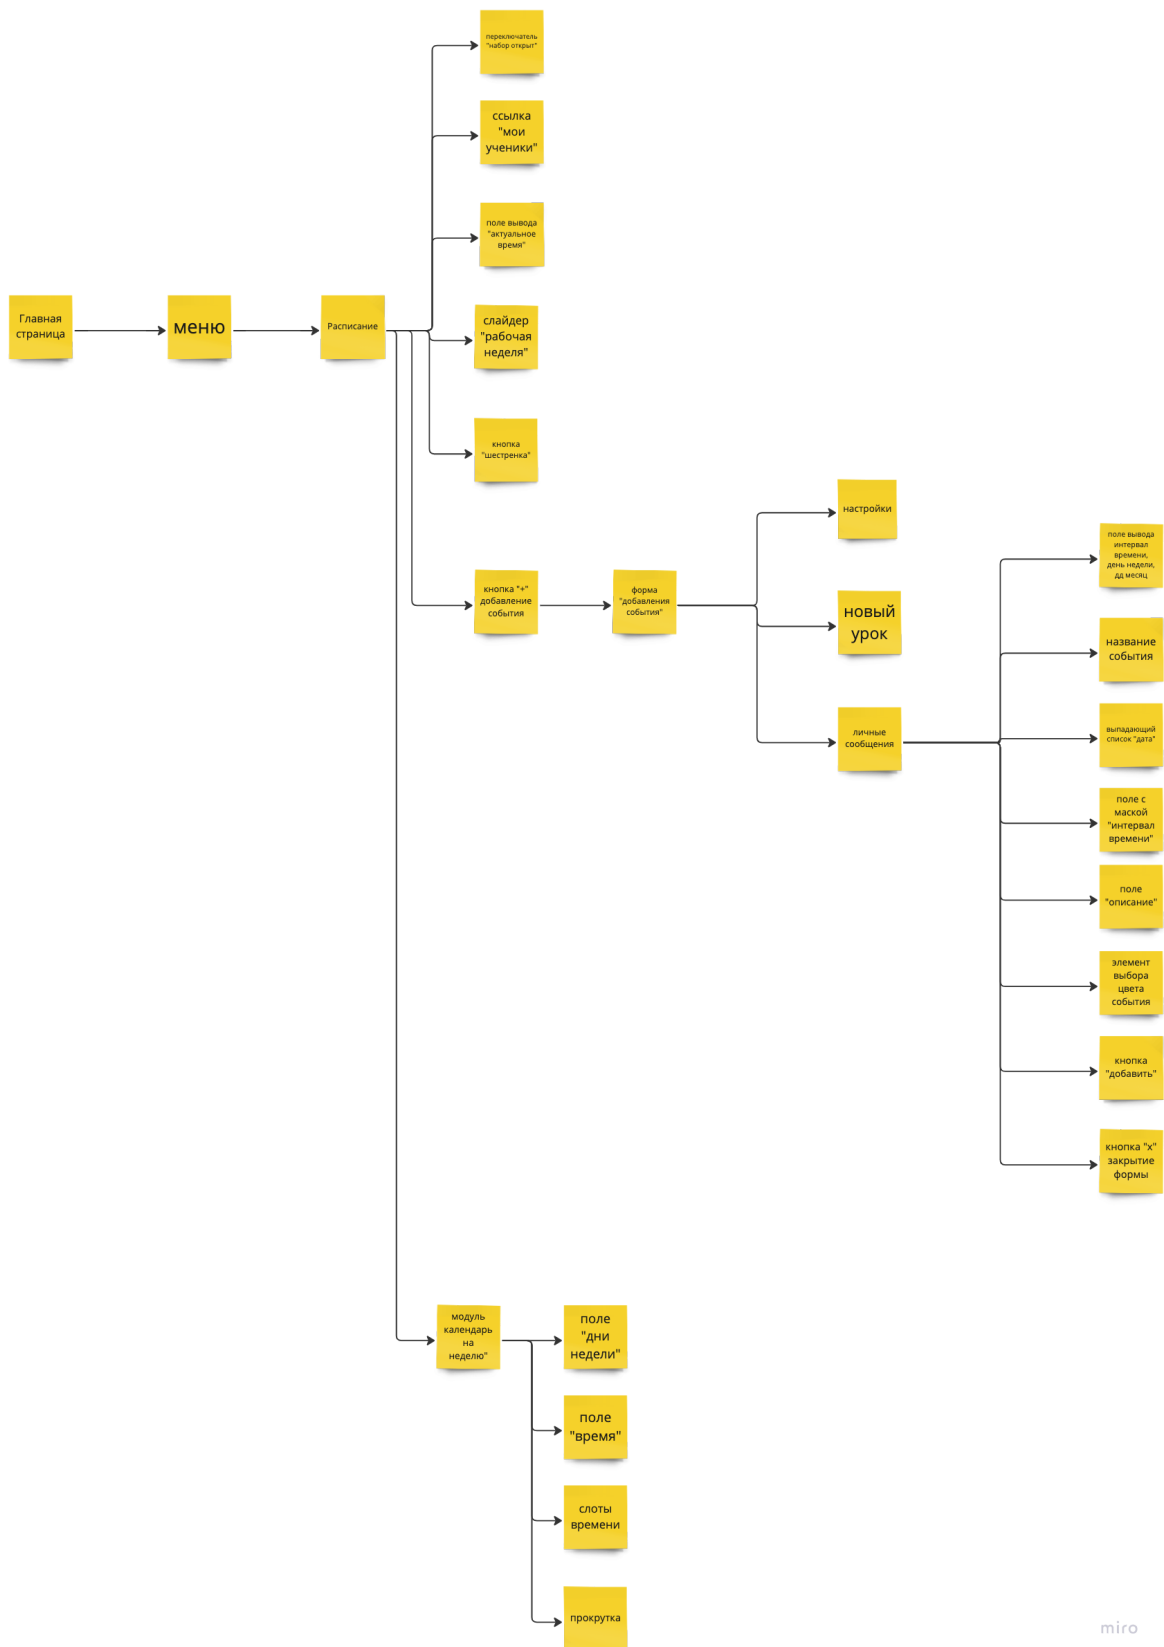 переключатель
"набор открыт"
ссылка
"мои
ученики"
поле вывода
"актуальное
время"
Главная
страница
меню
Расписание
слайдер
"рабочая
неделя"
кнопка
"шестренка"
настройки
кнопка "+"
добавление
события
форма
"добавления
события"
новый
урок
личные
сообщения
поле вывода
интервал
времени,
день недели,
дд месяц
название
события
выпадающий
список "дата"
поле с
маской
"интервал
времени"
поле
"описание"
элемент
выбора
цвета
события
кнопка
"добавить"
кнопка "х"
закрытие
формы
модуль
календарь
на
неделю"
поле
"дни
недели"
поле
"время"
слоты
времени
прокрутка
miro